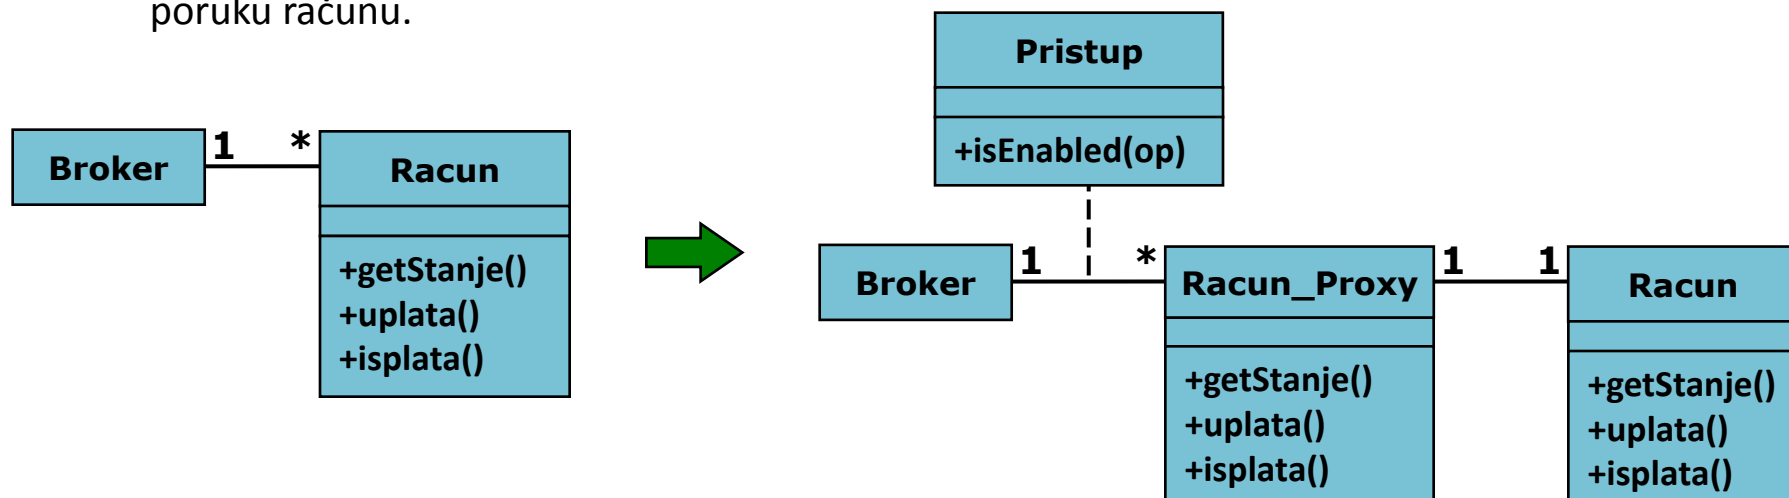 poruku računu.
Broker
1
*
Racun
+getStanje()
+uplata()
+isplata()
Pristup
+isEnabled(op)
Broker
1
*
Racun_Proxy
+getStanje()
+uplata()
+isplata()
1
1
Racun
+getStanje()
+uplata()
+isplata()